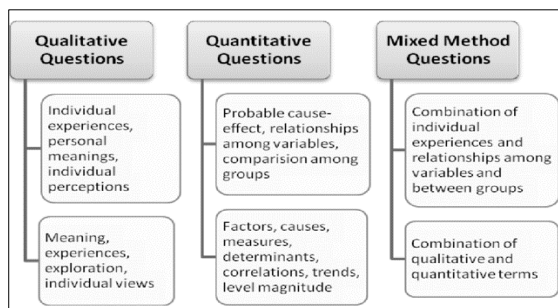 Qualitative
Questions
Individual
experiences,
personal
meanings,
individual
perceptions
Meaning,
experiences,
exploration,
individual views
Quantitative
Questions
Probable cause-
effect, relationships
among variables,
comparision among
groups
Factors, causes,
measures,
determinants,
correlations, trends,
level magnitude
Mixed Method
Questions
Combination of
individual
experiences and
relationships among
variables and
between groups
Combination of
qualitative and
quantitative terms